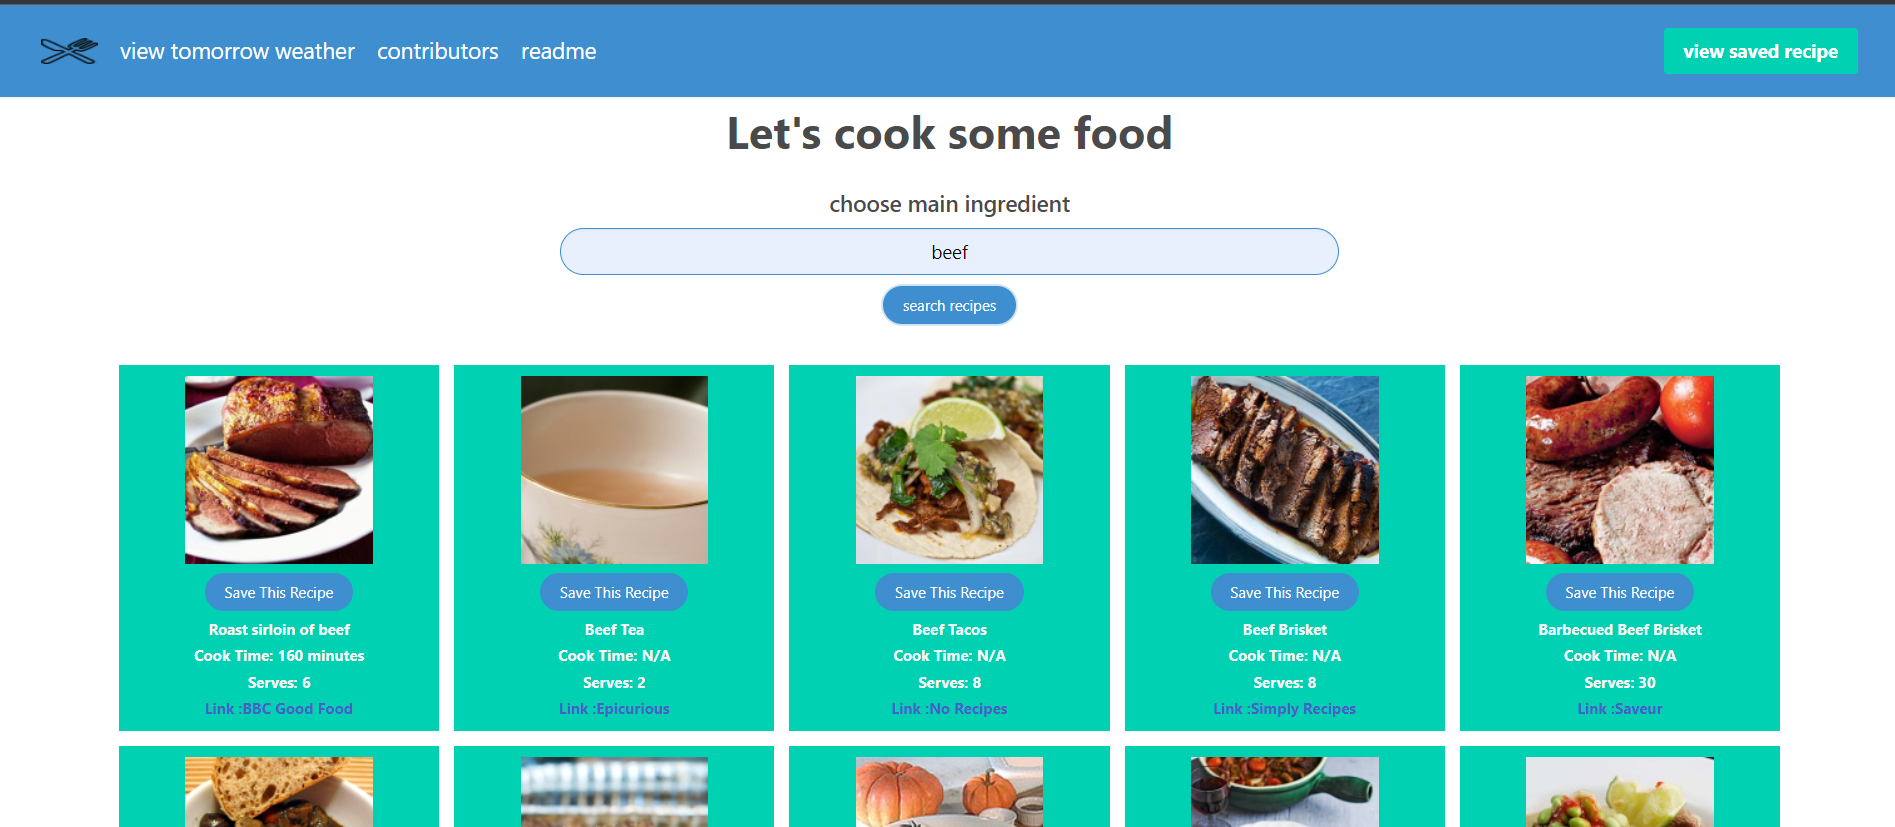 view tomorrow weather contributors readme view saved recipe
Let's cook some food
choose main ingredient
beef
search recipes
Save This Recipe
Roast sirloin of beef
Cook Time: 160 minutes
Serves: 6
Link :BBC Good Food
Save This Recipe
Beef Tea
Cook Time: N/A
Serves: 2
Link :Epicurious
Save This Recipe
Beef Tacos
Cook Time: N/A
Serves: 8
Link :No Recipes
Save This Recipe
Beef Brisket
Cook Time: N/A
Serves: 8
Link :Simply Recipes
Save This Recipe
Barbecued Beef Brisket
Cook Time: N/A
Serves: 30
Link :Saveur